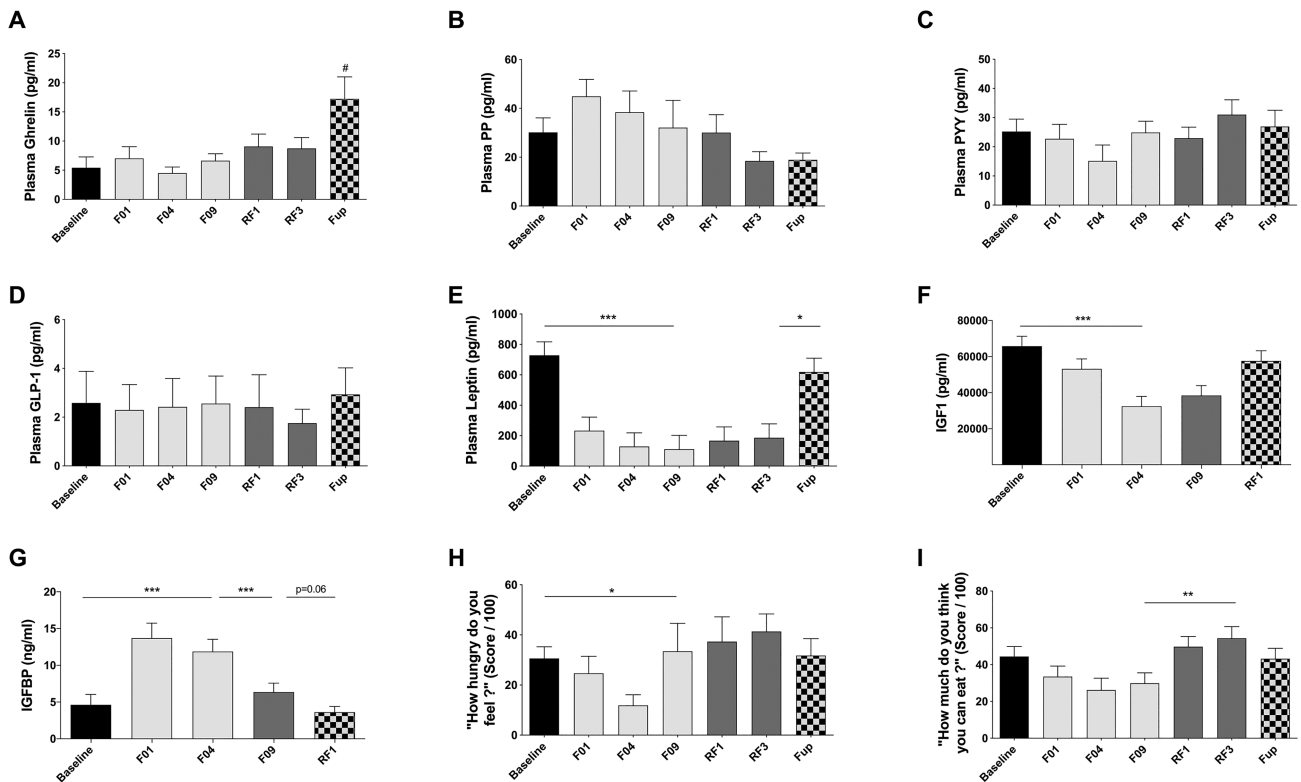 A
Plasma Ghrelin (pg/ml)
25
20
15
10
5
0
#
Baseline
F01
F04
F09
RF1
RF3
Fup
B
Plasma PP (pg/ml)
60
40
20
0
Baseline
F01
F04
F09
RF1
RF3
Fup
C
Plasma PYY (pg/ml)
50
40
30
20
10
0
Baseline
F01
F04
F09
RF1
RF3
Fup
D
Plasma GLP-1 (pg/ml)
6
4
2
0
Baseline
F01
F04
F09
RF1
RF3
Fup
E
Plasma Leptin (pg/ml)
1000
800
600
400
200
0
***
*
Baseline
F01
F04
F09
RF1
RF3
Fup
F
IGF1
(pg/ml)
80000
60000
40000
20000
***
Baseline
F01
F04
F09
RF1
G
IGFBP (ng/ml)
20
15
10
5
0
***
***
p=0.06
Baseline
F01
F04
F09
RF1
H
"How hungry do you
feel ?" (Score / 100)
60
40
20
0
*
Baseline
F01
F04
F09
RF1
RF3
Fup
I
"How much do you think
you can eat ?" (Score / 100)
80
60
40
20
0
**
Baseline
F01
F04
F09
RF1
RF3
Fup